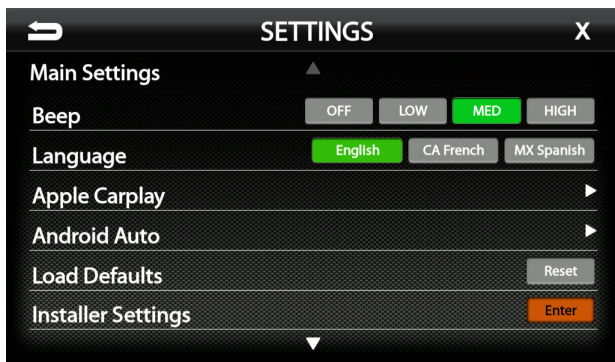 SETTINGS X
Main Settings
Beep OFF LOW MED HIGH
Language English CA French MX Spanish
Apple Carplay
Android Auto
Load Defaults Reset
Installer Settings Enter